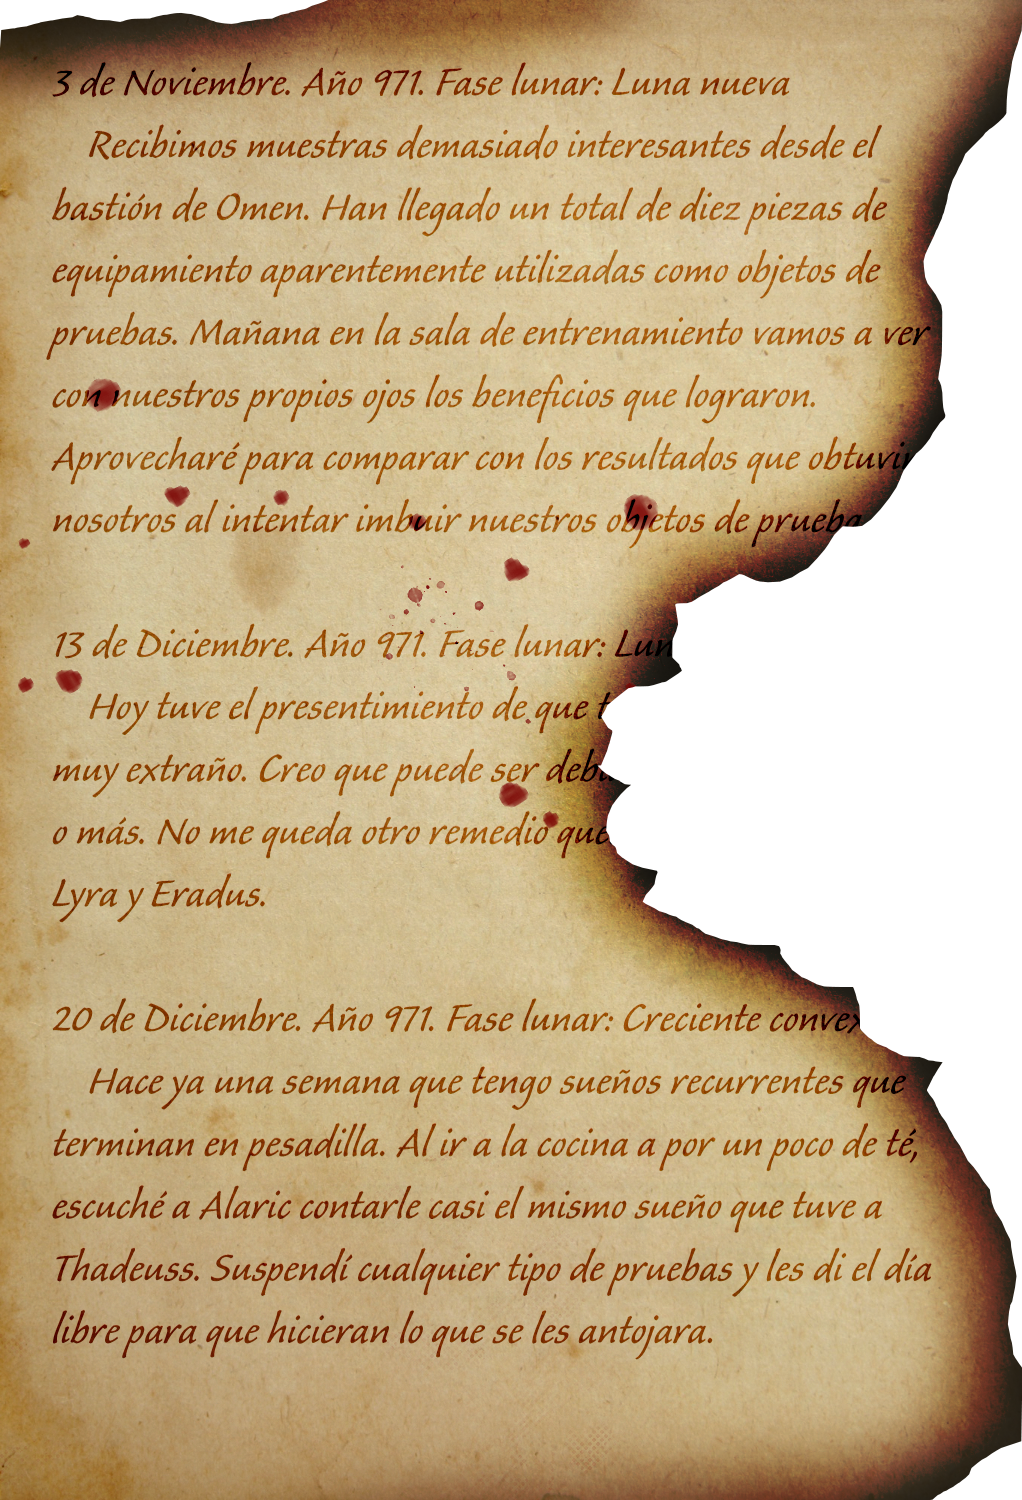 3 de Noviembre. Año 971. Fase lunar: Luna nueva
Recibimos muestras demasiado interesantes desde el
bastión de Omen. Han llegado un total de diez piezas de
equipamiento aparentemente utilizadas como objetos de
pruebas. Mañana en la sala de entrenamiento vamos a ver
con nuestros propios ojos los beneficios que lograron.
Aprovecharé para comparar con los resultados que
nosotros al intentar imbuir nuestros objetos de
13 de Diciembre. Año 971. Fase lunar:
Hoy tuve el presentimiento de que
muy extraño. Creo que puede ser
o más. No me queda otro remedio que
Lyra y Eradus.
20 de Diciembre. Año 971. Fase lunar: Creciente
Hace ya una semana que tengo sueños recurrentes que
terminan en pesadilla. Al ir a la cocina a por un poco de té,
escuché a Alaric contarle casi el mismo sueño que tuve a
Thadeuss. Suspendí cualquier tipo de pruebas y les di el día
libre para que hicieran lo que se les antojara.